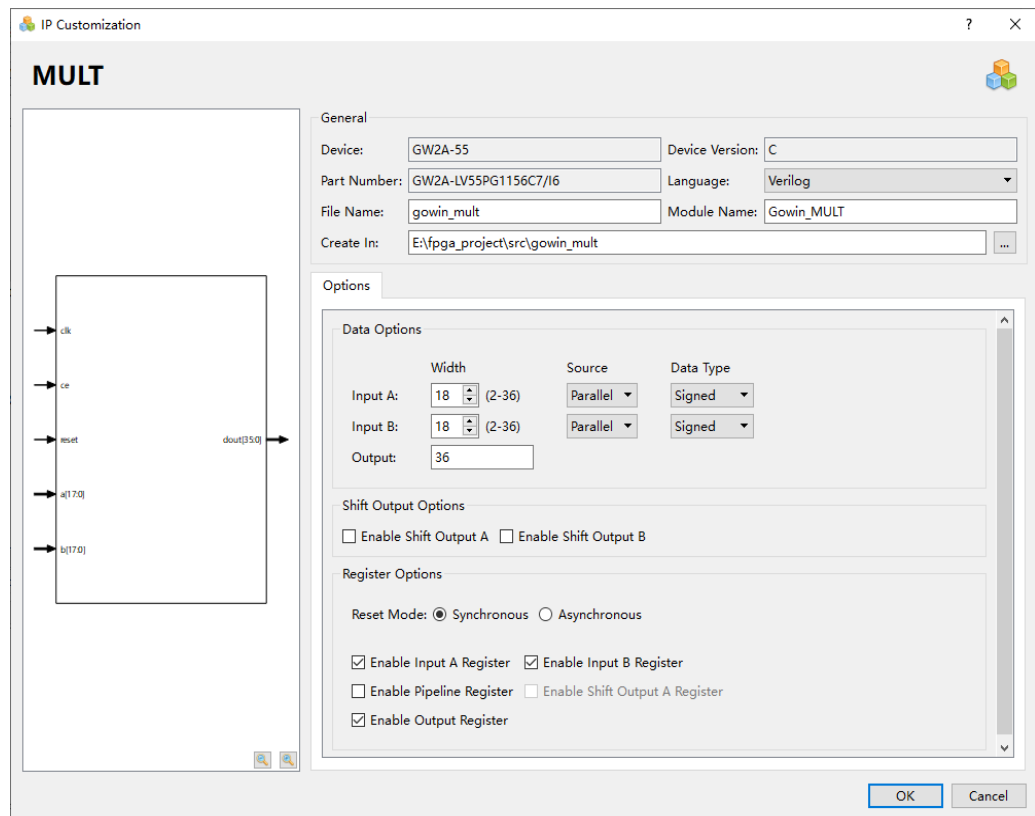 IP Customization ? ×
MULT
General
Device: GW2A-55 Device Version: C
Part Number: GW2A-LV55PG1156C7/I6 Language: Verilog
File Name: gowin_mult Module Name: Gowin_MULT
Create In: E:\fpga_project\src\gowin_mult ...
clk
ce
reset
a[17:0]
b[17:0]
dout[35:0]
Options
Data Options
Width Source Data Type
Input A: 18 (2-36) Parallel Signed
Input B: 18 (2-36) Parallel Signed
Output: 36
Shift Output Options
Enable Shift Output A Enable Shift Output B
Register Options
Reset Mode: Synchronous Asynchronous
Enable Input A Register Enable Input B Register
Enable Pipeline Register Enable Shift Output A Register
Enable Output Register
OK Cancel